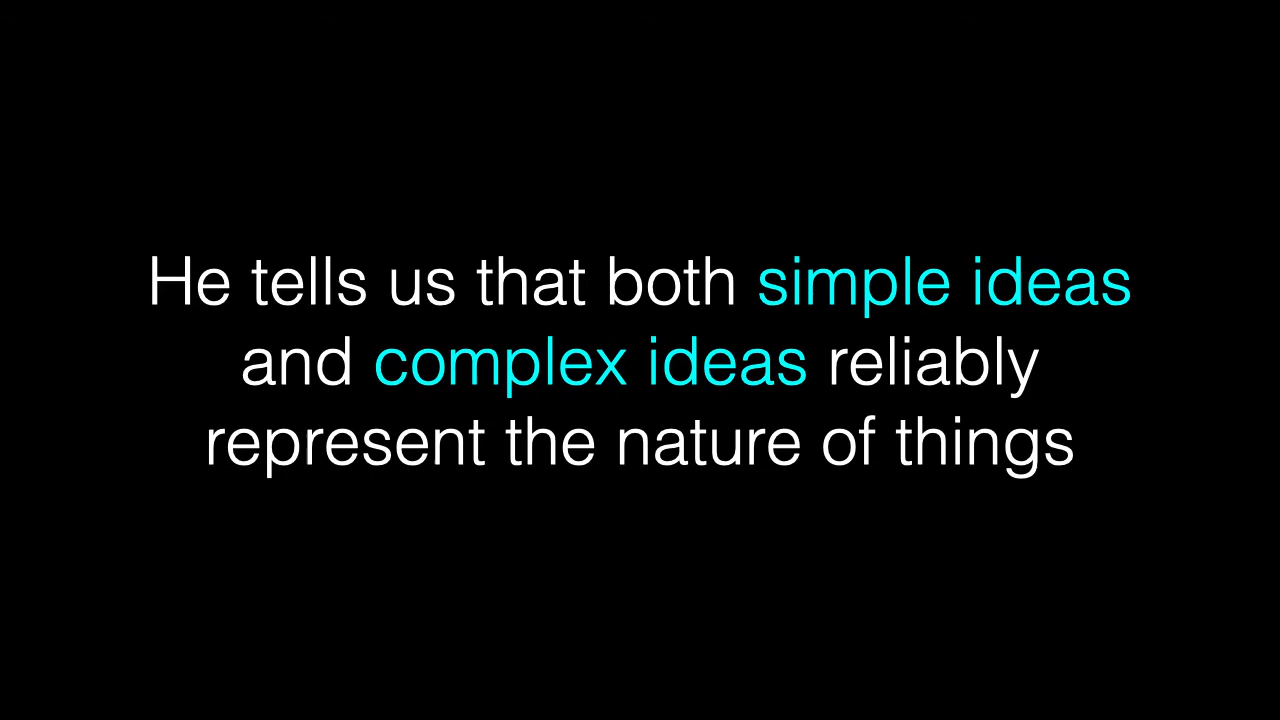 He tells us that both simple ideas
and complex ideas reliably
represent the nature of things